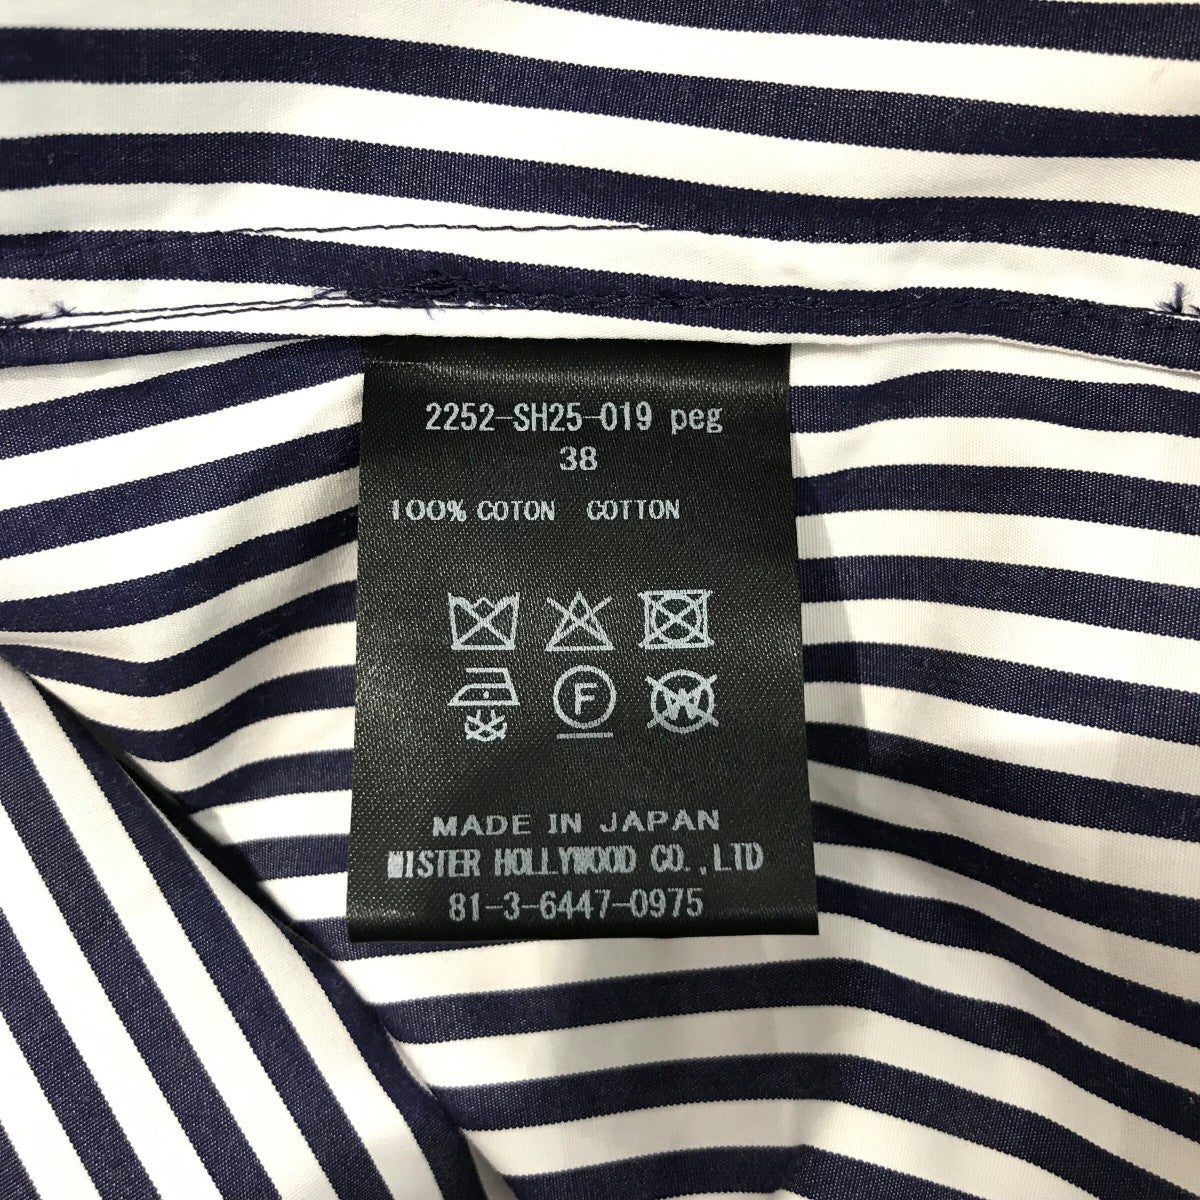 2252-SH25-019 peg
38
100% COTON COTTON
F W
MADE IN JAPAN
MISTER HOLLYWOOD CO.,LTD
81-3-6447-0975